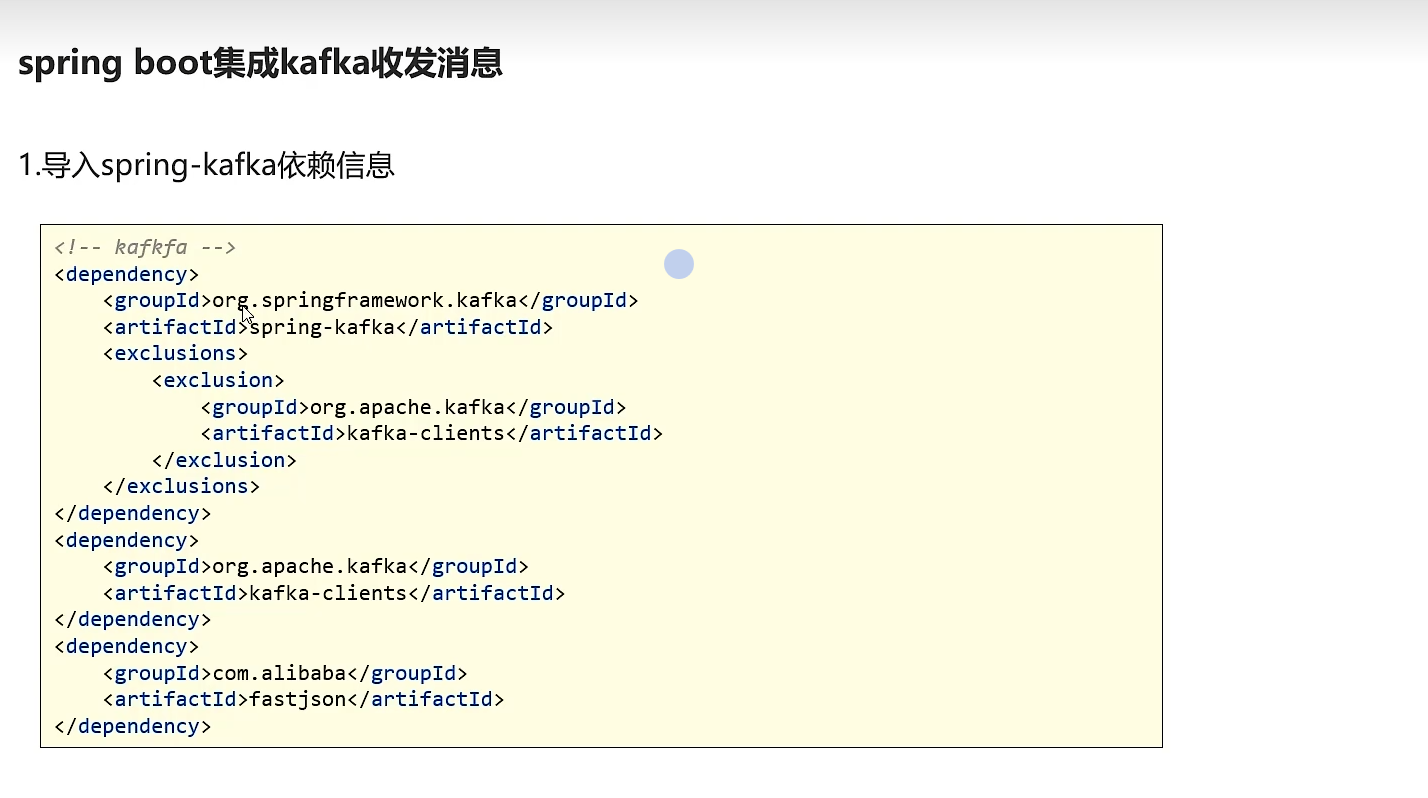 spring boot集成kafka收发消息
1.导入spring-kafka依赖信息
<!-- kafkfa -->
<dependency>
    <groupId>org.springframework.kafka</groupId>
    <artifactId>spring-kafka</artifactId>
    <exclusions>
        <exclusion>
            <groupId>org.apache.kafka</groupId>
            <artifactId>kafka-clients</artifactId>
        </exclusion>
    </exclusions>
</dependency>
<dependency>
    <groupId>org.apache.kafka</groupId>
    <artifactId>kafka-clients</artifactId>
</dependency>
<dependency>
    <groupId>com.alibaba</groupId>
    <artifactId>fastjson</artifactId>
</dependency>